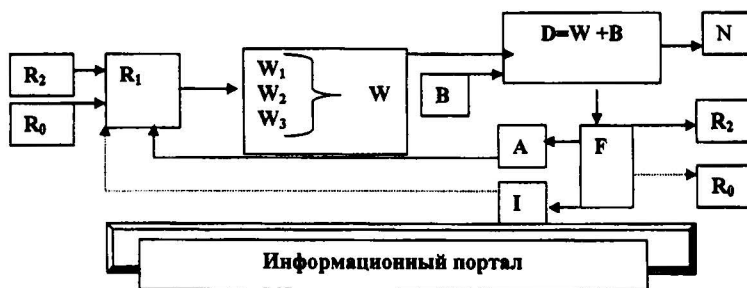 D=W +B
N
R₂
R₁
R₀
W₁
W₂
W₃
W
B
A
F
R₂
I
R₀
Информационный портал